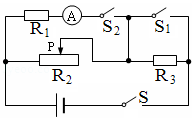 A S₂ S₁
R₁
P
R₂ R₃
S